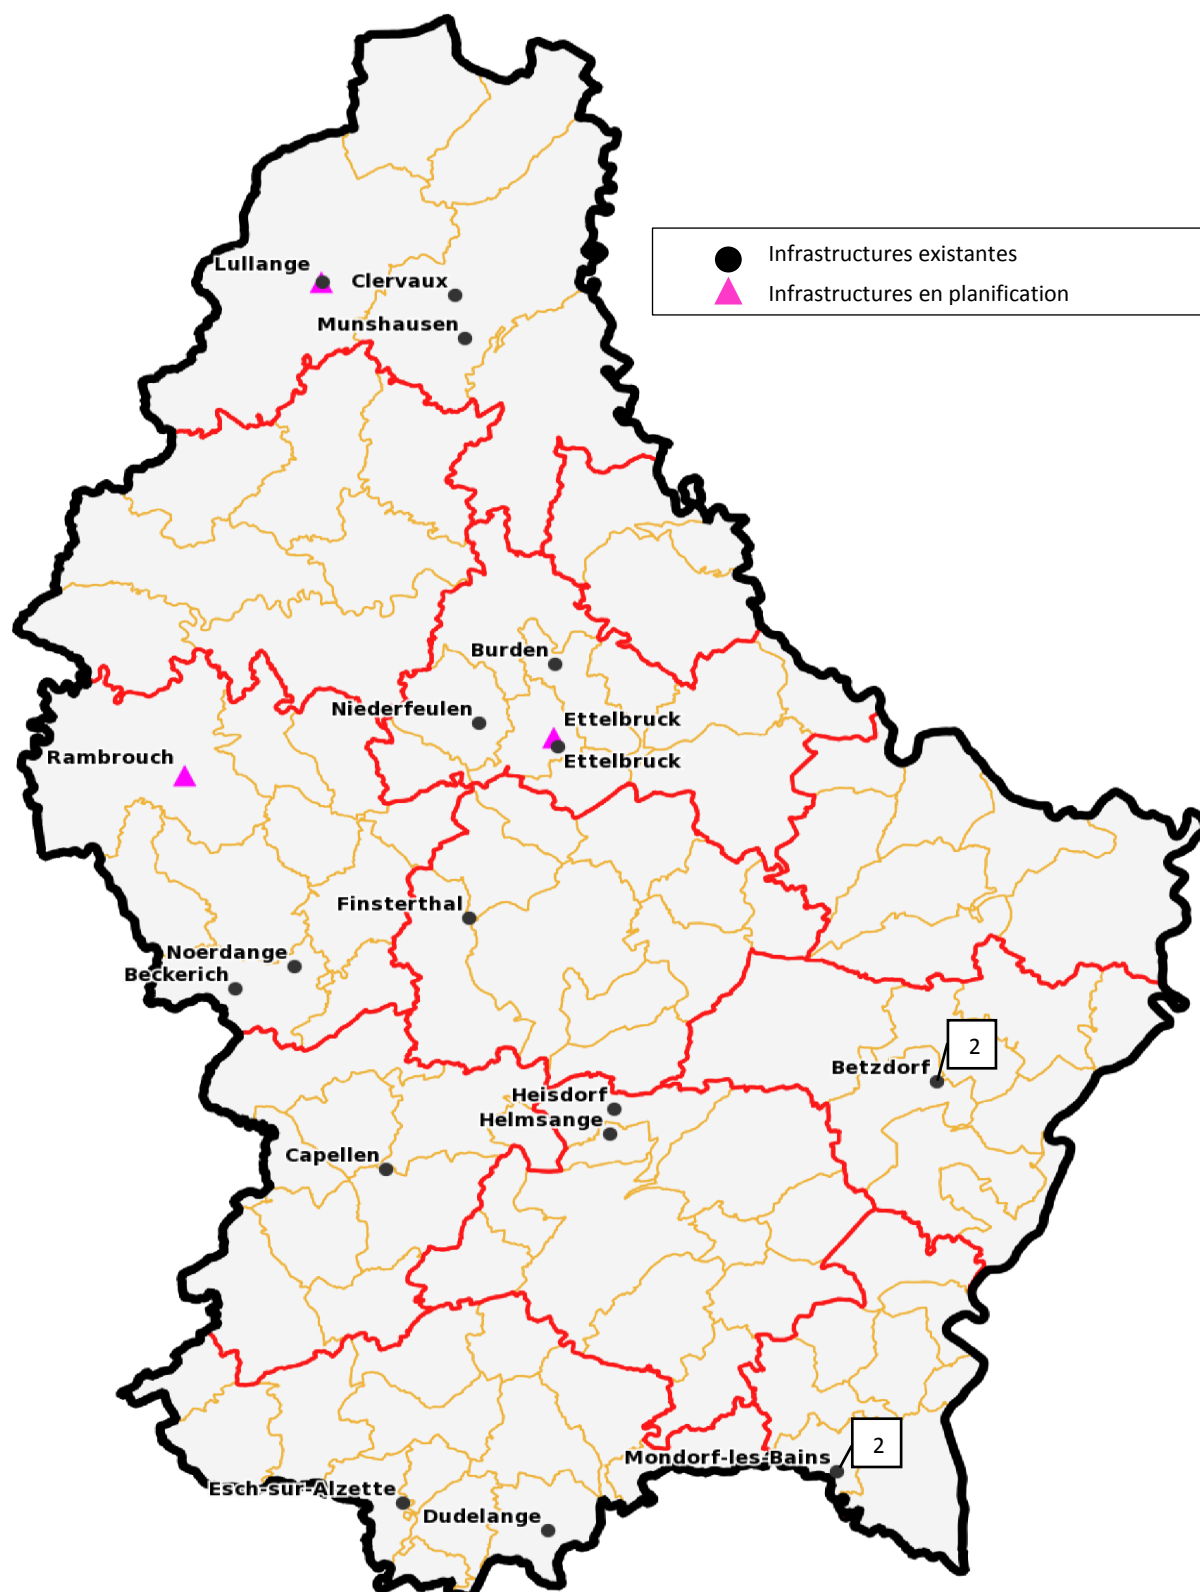 Infrastructures existantes
Infrastructures en planification
Lullange
Clervaux
Munshausen
Burden
Niederfeulen
Ettelbruck
Ettelbruck
Rambrouch
Finsterthal
Noerdange
Beckerich
2
Betzdorf
Heisdorf
Helmsange
Capellen
2
Mondorf-les-Bains
Esch-sur-Alzette
Dudelange